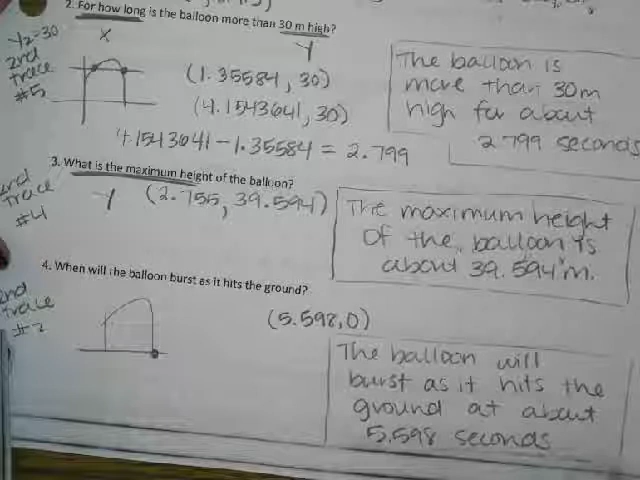 2. For how long is the balloon more than 30 m high?
Y₂=30
2nd
trace
#5
X
Y
(1.35584, 30)
(4.1543041, 30)
4.1543041 - 1.35584 = 2.799
The balloon is
more than 30m
high for about
2.799 seconds
3. What is the maximum height of the balloon?
2nd
trace
#4
Y (2.755, 39.594)
The maximum height
of the balloon is
about 39.594 m.
4. When will the balloon burst as it hits the ground?
2nd
trace
#2
(5.598, 0)
The balloon will
burst as it hits the
ground at about
5.598 seconds